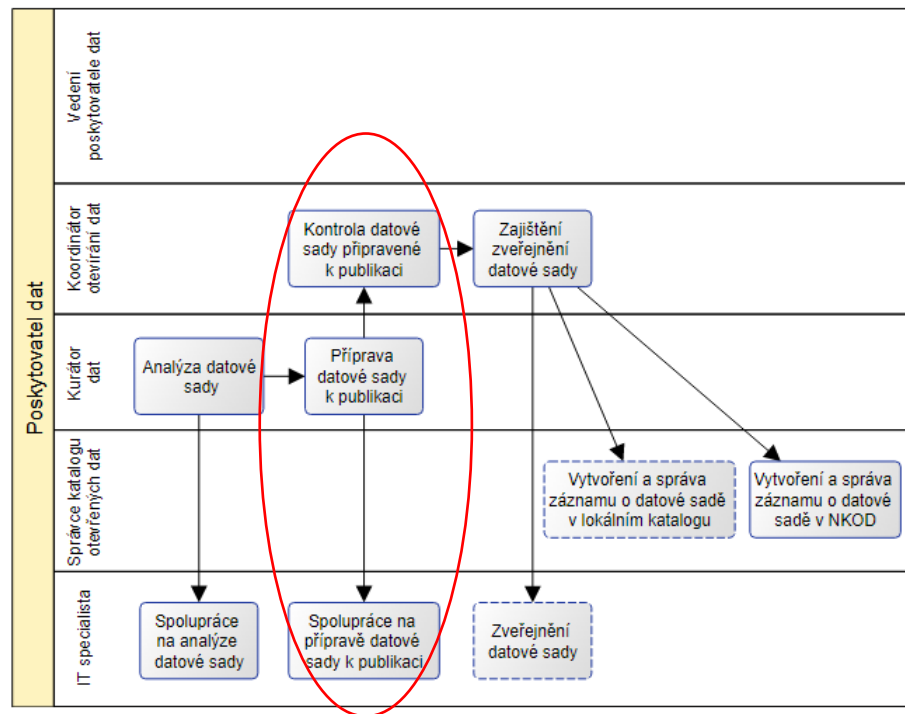 Poskytovatel dat
Vedení
poskytovatele dat
Koordinátor
otevírání dat
Kontrola datové
sady připravené
k publikaci
Zajištění
zveřejnění
datové sady
Kurátor
dat
Analýza datové
sady
Příprava
datové sady
k publikaci
Správce katalogu
otevřených dat
Vytvoření a správa
záznamu o datové sadě
v lokálním katalogu
Vytvoření a správa
záznamu o datové
sadě v NKOD
IT specialista
Spolupráce
na analýze
datové sady
Spolupráce na
přípravě datové
sady k publikaci
Zveřejnění
datové sady